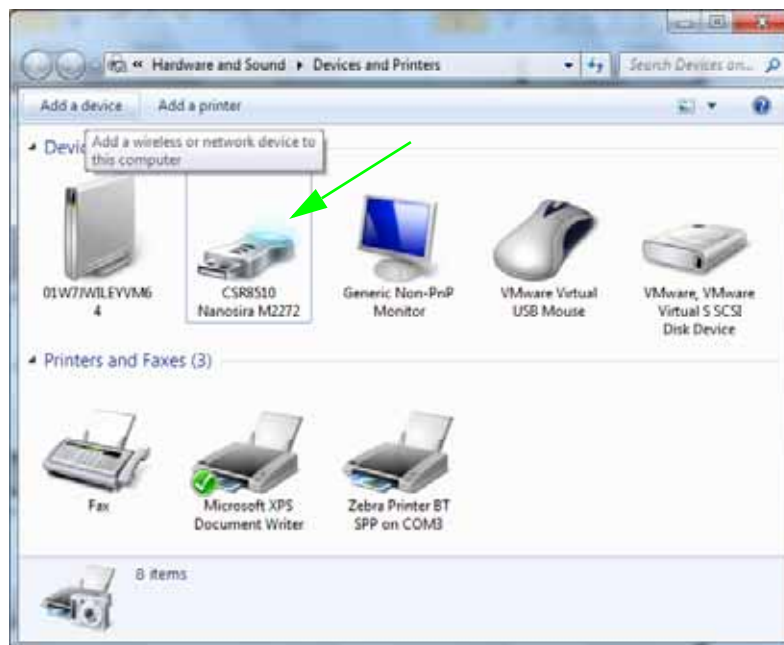 « Hardware and Sound ▸ Devices and Printers
Search Devices an...
Add a device Add a printer
Add a wireless or network device to
this computer
01W7JWILEYVM6
4
CSR8510
Nanosira M2272
Generic Non-PnP
Monitor
VMware Virtual
USB Mouse
VMware, VMware
Virtual S SCSI
Disk Device
Printers and Faxes (3)
Fax
Microsoft XPS
Document Writer
Zebra Printer BT
SPP on COM3
8 items